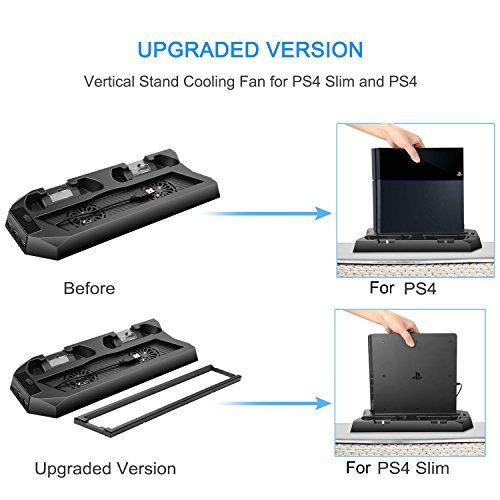 UPGRADED VERSION
Vertical Stand Cooling Fan for PS4 Slim and PS4
Before
For PS4
Upgraded Version
For PS4 Slim